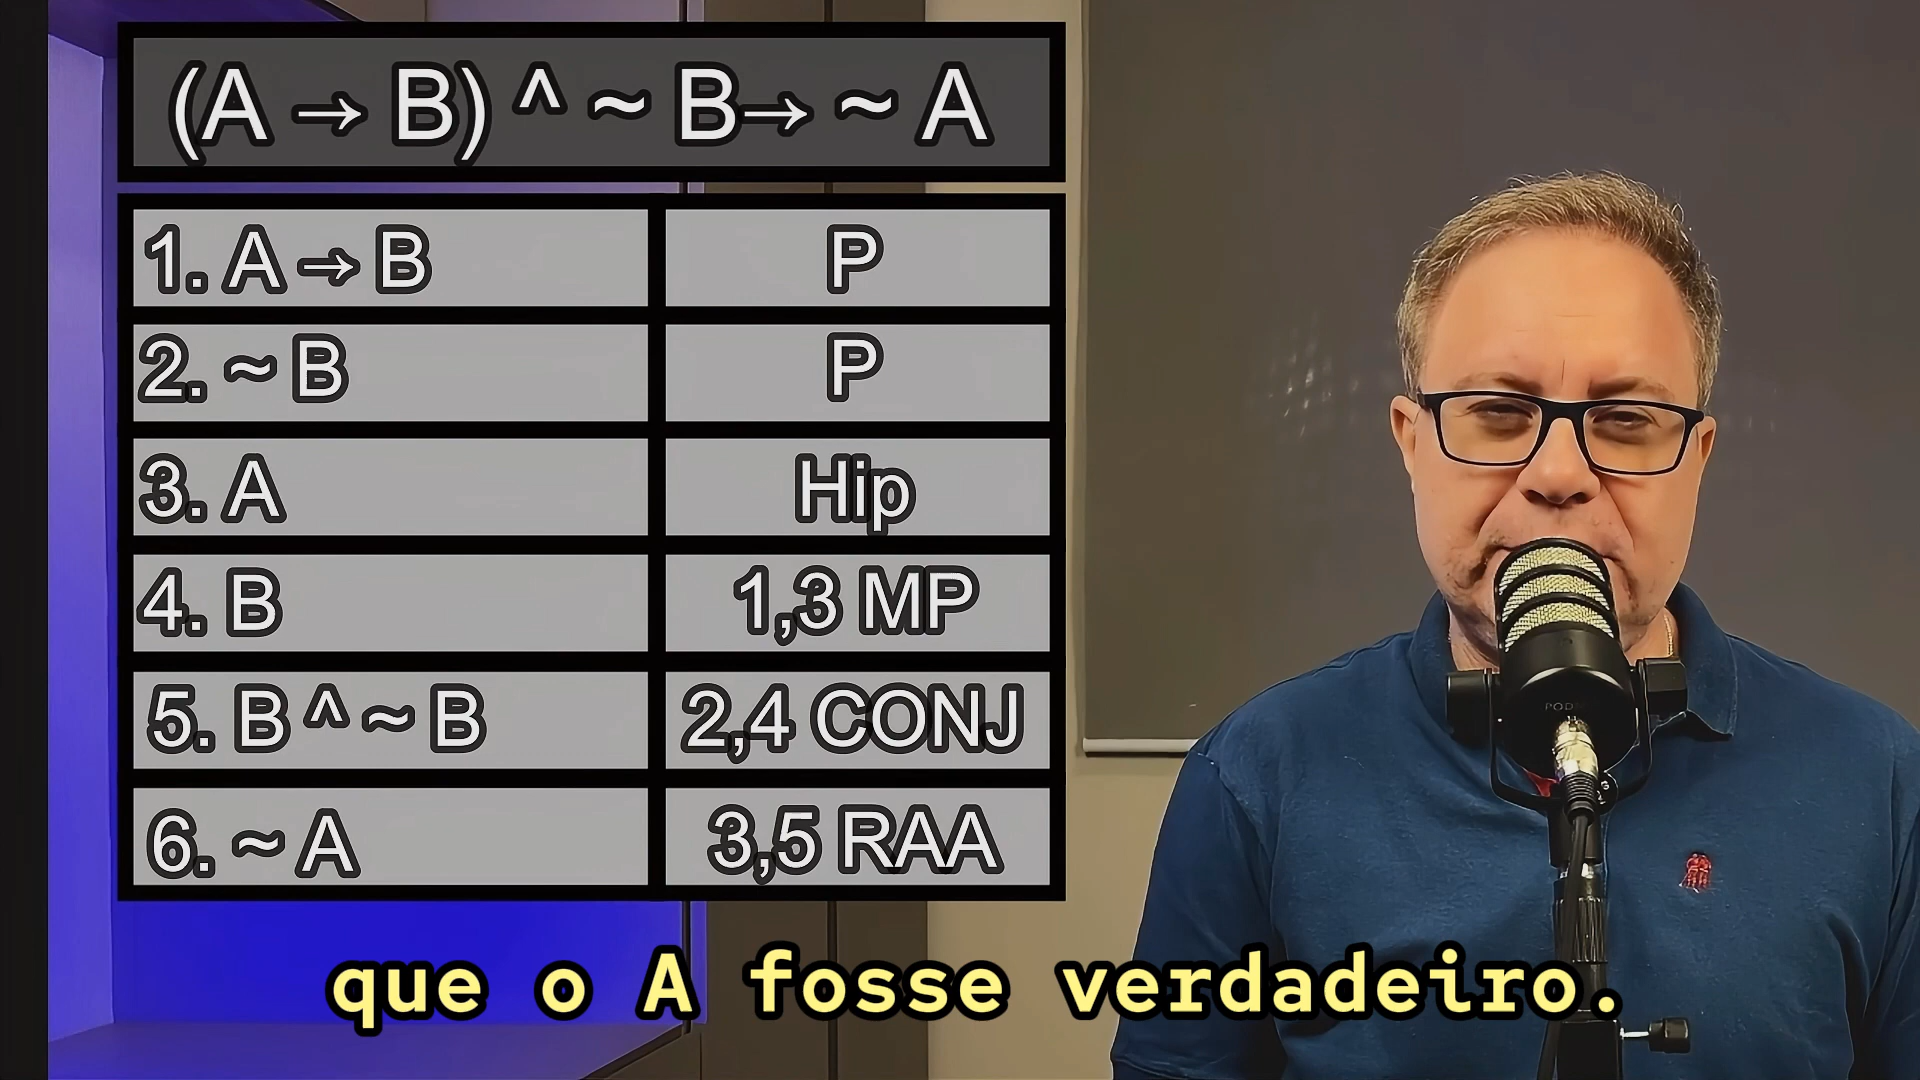 (A → B) ^ ~ B→ ~ A
1. A → B P
2. ~ B P
3. A Hip
4. B 1,3 MP
5. B ^ ~ B 2,4 CONJ
6. ~ A 3,5 RAA
que o A fosse verdadeiro.